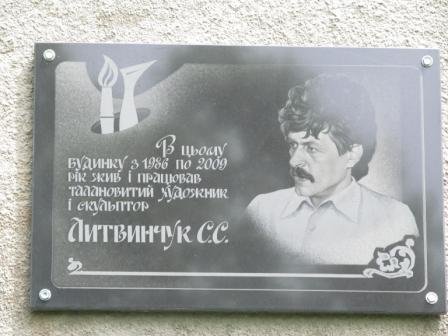 В цьому
будинку з 1986 по 2009
рік жив і працював
талановитий художник
і скульптор
Литвинчук С.С.